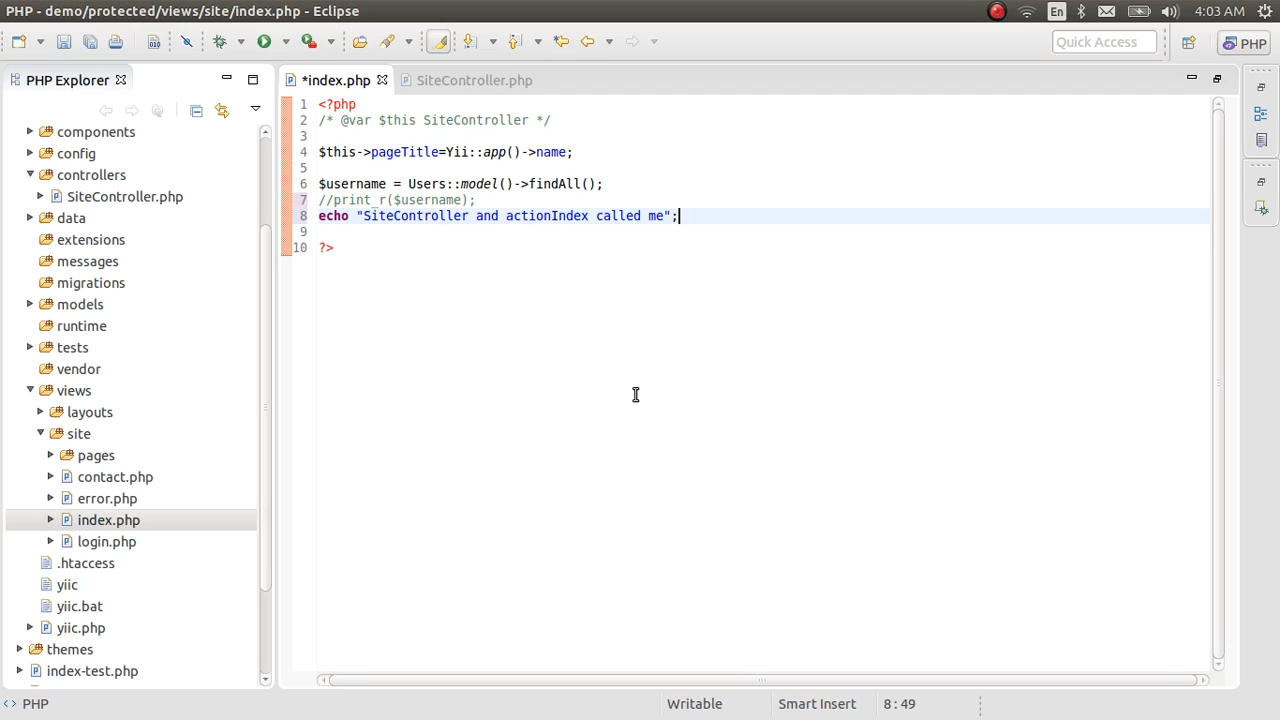 PHP - demo/protected/views/site/index.php - Eclipse
En
4:03 AM
Quick Access
PHP
PHP Explorer
*index.php
SiteController.php
components
config
controllers
SiteController.php
data
extensions
messages
migrations
models
runtime
tests
vendor
views
layouts
site
pages
contact.php
error.php
index.php
login.php
.htaccess
yiic
yiic.bat
yiic.php
themes
index-test.php
1 <?php
2 /* @var $this SiteController */
3
4 $this->pageTitle=Yii::app()->name;
5
6 $username = Users::model()->findAll();
7 //print_r($username);
8 echo "SiteController and actionIndex called me";
9
10 ?>
PHP
Writable
Smart Insert
8 : 49